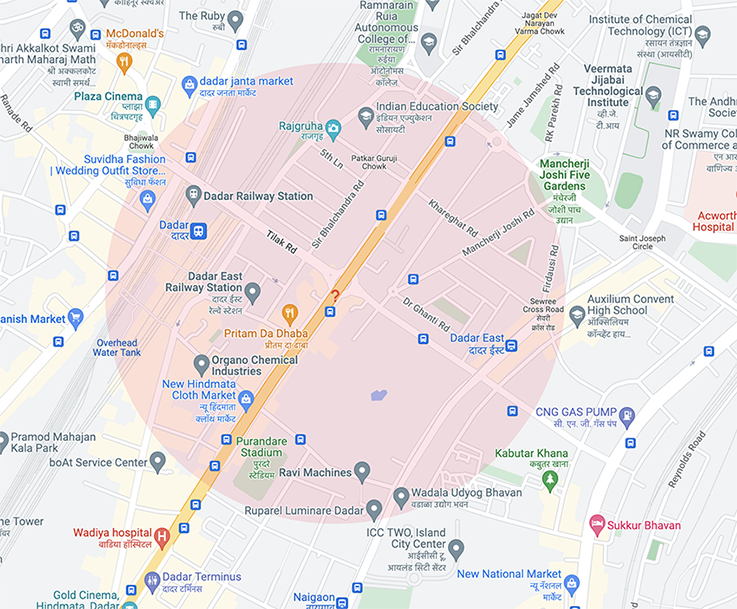 कोहिनूर स्क्वेअर
The Ruby
रुबी
McDonald's
मॅकडोनाल्ड्स
hri Akkalkot Swami
harth Maharaj Math
श्री अक्कलकोट
स्वामी समर्थ...
Plaza Cinema
प्लाझा
चित्रपटगृह
Ranade Rd
dadar janta market
दादर जनता मार्केट
Ramnarain
Ruia
Autonomous
College of...
रामनारायण
रुईया
ऑटोनोमस
कॉलेज
Sir Bhalchandra
Jagat Dev
Narayan
Varma Chowk
Institute of Chemical
Technology (ICT)
रसायन तंत्रज्ञान
संस्था (आयसीटी)
Veermata
Jijabai
Technological
Institute
व्ही.जे.
टी.आय
Jame Jamshed Rd
RK Parekh Rd
The Andhr
Society
NR Swamy College
of Commerce a
एन आर
वाणिज्य अ
Indian Education Society
इंडियन एज्युकेशन
सोसायटी
Rajgruha
राजगृह
Bhajiwala
Chowk
5th Ln
Patkar Guruji
Chowk
Suvidha Fashion
| Wedding Outfit Store...
सुविधा फॅशन
Dadar Railway Station
Dadar
दादर
Tilak Rd
Sir Bhalchandra Rd
Khareghat Rd
Mancherji Joshi Rd
Mancherji
Joshi Five
Gardens
मंचेरजी
जोशी पाच
उद्यान
Acworth
Hospital
Saint Joseph
Circle
Firdausi Rd
Dadar East
Railway Station
दादर ईस्ट
रेल्वे स्टेशन
?
Sewree
Cross Road
सेवरी
क्रॉस रोड
Auxilium Convent
High School
ऑक्सिलियम
कॉन्व्हेंट हाय...
Dr Ghanti Rd
Dadar East
दादर ईस्ट
anish Market
Overhead
Water Tank
Pritam Da Dhaba
प्रीतम दा ढाबा
Organo Chemical
Industries
New Hindmata
Cloth Market
न्यू हिंदमाता
क्लॉथ मार्केट
CNG GAS PUMP
सी. एन. जी. गॅस पंप
Pramod Mahajan
Kala Park
boAt Service Center
Purandare
Stadium
पुरंदरे
स्टेडियम
Ravi Machines
Kabutar Khana
कबुतर खाना
Reynolds Road
Wadala Udyog Bhavan
वडाळा उद्योग भवन
Ruparel Luminare Dadar
he Tower
Wadiya hospital
वाडिया हॉस्पिटल
ICC TWO, Island
City Center
आईसीसी टू,
आयलंड सिटी सेंटर
Sukkur Bhavan
Dadar Terminus
दादर टर्मिनस
Gold Cinema,
Hindmata, Dadar
Naigaon
नायगाव
New National Market
न्यू नॅशनल
मार्केट